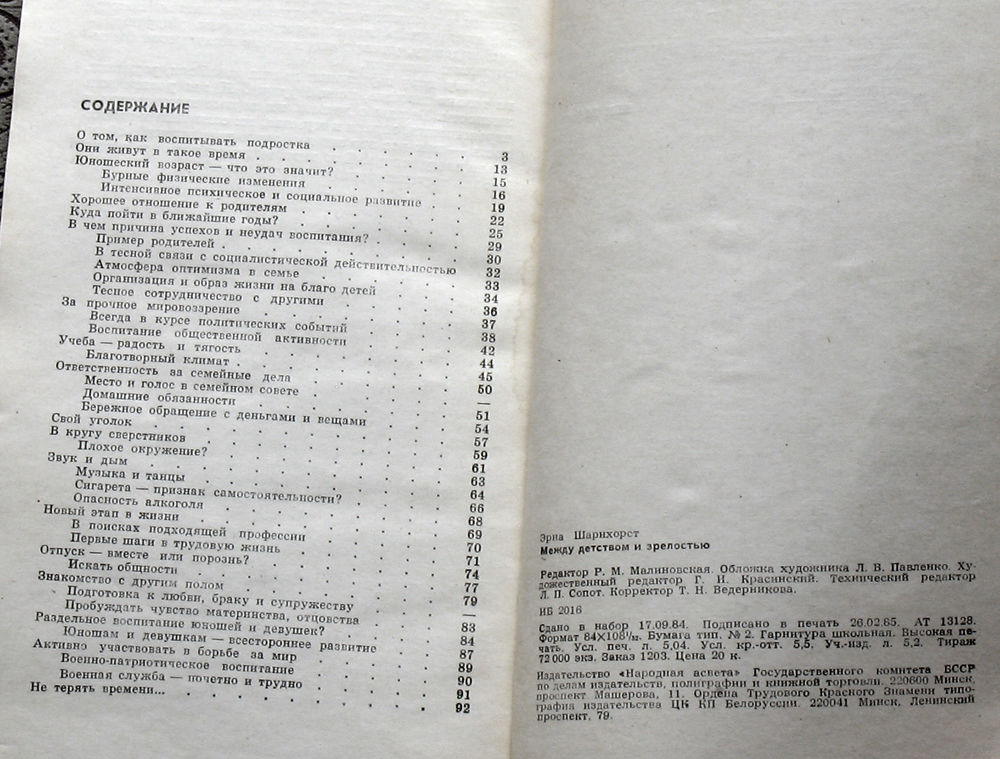 СОДЕРЖАНИЕ
О том, как воспитывать подростка . . . . . 3
Они живут в такое время . . . . . 13
Юношеский возраст — что это значит? . . . . . 15
Бурные физические изменения . . . . . 16
Интенсивное психическое и социальное развитие . . 19
Хорошее отношение к родителям . . . . . 22
Куда пойти в ближайшие годы? . . . . . 25
В чем причина успехов и неудач воспитания? . . . . 29
Пример родителей . . . . . 30
В тесной связи с социалистической действительностью 32
Атмосфера оптимизма в семье . . . . . 33
Организация и образ жизни на благо детей . . . 34
Тесное сотрудничество с другими . . . . . 36
За прочное мировоззрение . . . . . 37
Всегда в курсе политических событий . . . . 38
Воспитание общественной активности . . . . 42
Учеба — радость и тягость . . . . . 44
Благотворный климат . . . . . 45
Ответственность за семейные дела . . . . . 50
Место и голос в семейном совете . . . . . —
Домашние обязанности . . . . . 51
Бережное обращение с деньгами и вещами . . . 54
Свой уголок . . . . . 57
В кругу сверстников . . . . . 59
Плохое окружение? . . . . . 61
Звук и дым . . . . . 63
Музыка и танцы . . . . . 64
Сигарета — признак самостоятельности? . . . . 66
Опасность алкоголя . . . . . 68
Новый этап в жизни . . . . . 69
В поисках подходящей профессии . . . . . 70
Первые шаги в трудовую жизнь . . . . . 71
Отпуск — вместе или порознь? . . . . . 74
Искать общности . . . . . 77
Знакомство с другим полом . . . . . 79
Подготовка к любви, браку и супружеству . . . —
Пробуждать чувство материнства, отцовства . . . 83
Раздельное воспитание юношей и девушек? . . . . 84
Юношам и девушкам — всестороннее развитие . . . 87
Активно участвовать в борьбе за мир . . . . . 89
Военно-патриотическое воспитание . . . . . 90
Военная служба — почетно и трудно . . . . . 91
Не терять времени... . . . . . 92
Эрна Шарнхорст
Между детством и зрелостью
Редактор Р. М. Малиновская. Обложка художника Л. В. Павленко. Ху-
дожественный редактор Г. И. Красинский. Технический редактор
Л. П. Сопот. Корректор Т. Н. Ведерникова.
ИБ 2016
Сдано в набор 17.09.84. Подписано в печать 26.02.85. АТ 13128.
Формат 84×108¹/₃₂. Бумага тип. № 2. Гарнитура школьная. Высокая пе-
чать. Усл. печ. л. 5,04. Усл. кр.-отт. 5,5. Уч.-изд. л. 5,2. Тираж
72 000 экз. Заказ 1203. Цена 20 к.
Издательство «Народная асвета» Государственного комитета БССР
по делам издательств, полиграфии и книжной торговли. 220600 Минск,
проспект Машерова, 11. Ордена Трудового Красного Знамени типо-
графия издательства ЦК КП Белоруссии. 220041 Минск, Ленинский
проспект, 79.